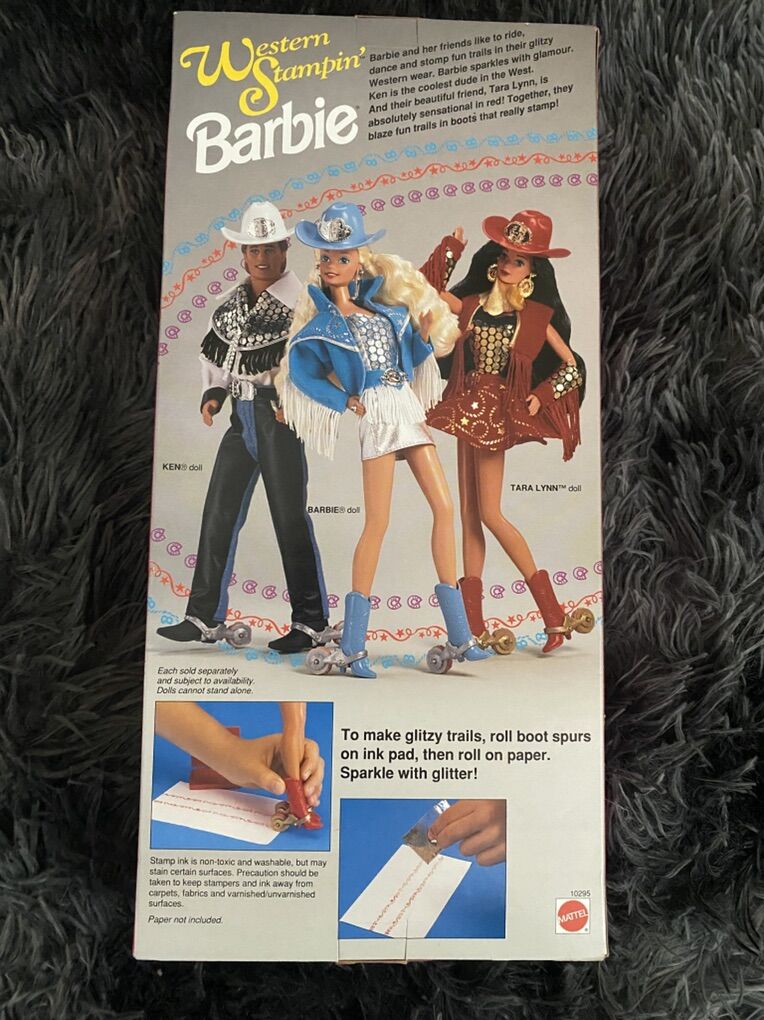 Western
Stampin'
Barbie®
Barbie and her friends like to ride,
dance and stomp fun trails in their glitzy
Western wear. Barbie sparkles with glamour.
Ken is the coolest dude in the West.
And their beautiful friend, Tara Lynn, is
absolutely sensational in red! Together, they
blaze fun trails in boots that really stamp!
KEN® doll
BARBIE® doll
TARA LYNN™ doll
Each sold separately
and subject to availability.
Dolls cannot stand alone.
To make glitzy trails, roll boot spurs
on ink pad, then roll on paper.
Sparkle with glitter!
Stamp ink is non-toxic and washable, but may
stain certain surfaces. Precaution should be
taken to keep stampers and ink away from
carpets, fabrics and varnished/unvarnished
surfaces.
Paper not included.
10295
MATTEL
®